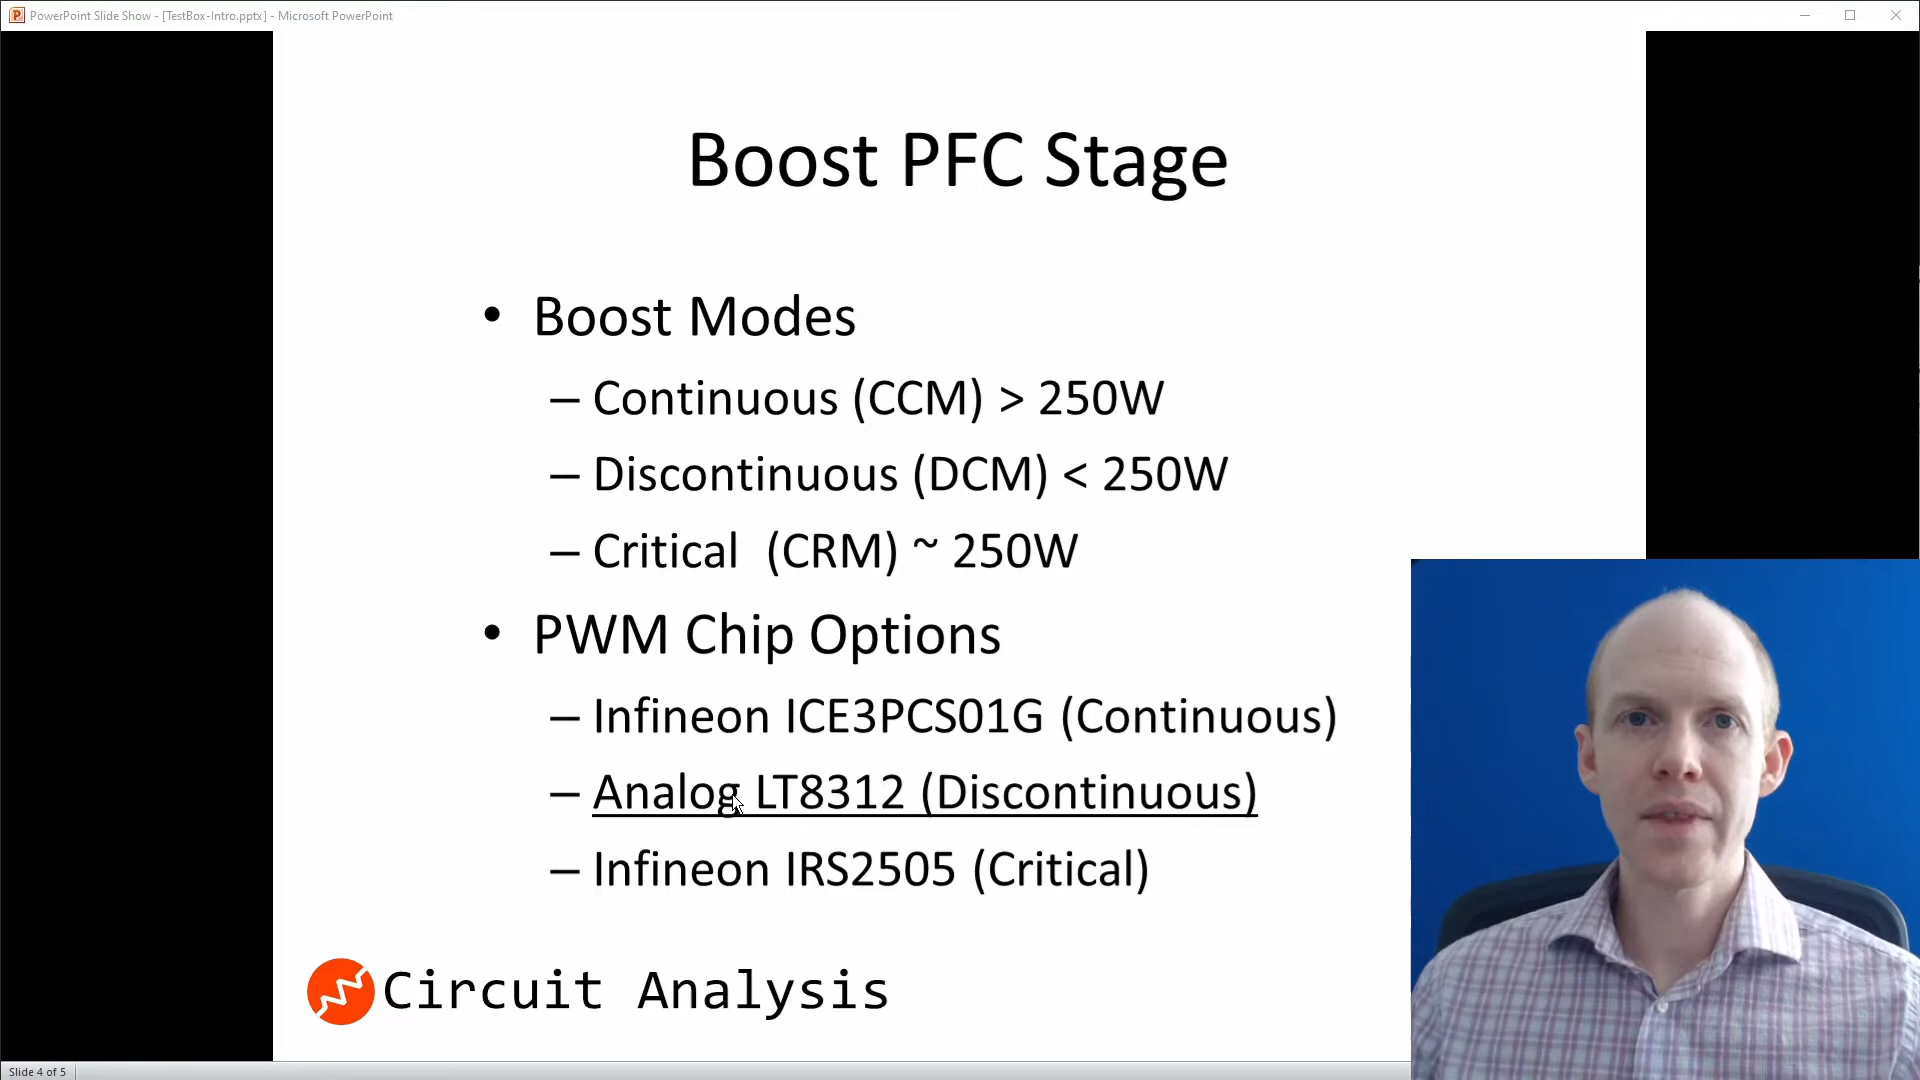 PowerPoint Slide Show - [TestBox-Intro.pptx] - Microsoft PowerPoint
Boost PFC Stage
• Boost Modes
– Continuous (CCM) > 250W
– Discontinuous (DCM) < 250W
– Critical (CRM) ~ 250W
• PWM Chip Options
– Infineon ICE3PCS01G (Continuous)
– Analog LT8312 (Discontinuous)
– Infineon IRS2505 (Critical)
Circuit Analysis
Slide 4 of 5